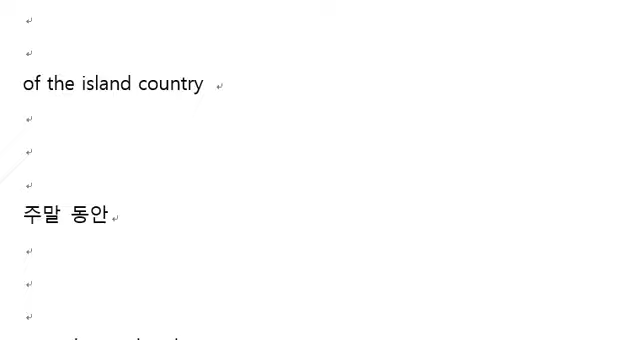 of the island country
주말 동안